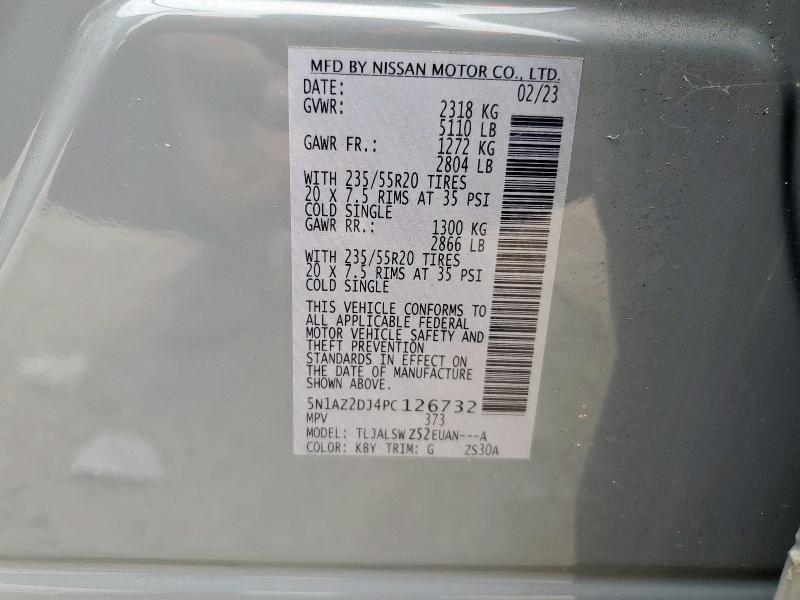 MFD BY NISSAN MOTOR CO., LTD.
DATE: 02/23
GVWR: 2318 KG
5110 LB
GAWR FR.: 1272 KG
2804 LB
WITH 235/55R20 TIRES
20 X 7.5 RIMS AT 35 PSI
COLD SINGLE
GAWR RR.: 1300 KG
2866 LB
WITH 235/55R20 TIRES
20 X 7.5 RIMS AT 35 PSI
COLD SINGLE
THIS VEHICLE CONFORMS TO
ALL APPLICABLE FEDERAL
MOTOR VEHICLE SAFETY AND
THEFT PREVENTION
STANDARDS IN EFFECT ON
THE DATE OF MANUFACTURE
SHOWN ABOVE.
5N1AZ2DJ4PC126732
MPV 373
MODEL: TLJALSWZ52EUAN---A
COLOR: KBY TRIM: G ZS30A